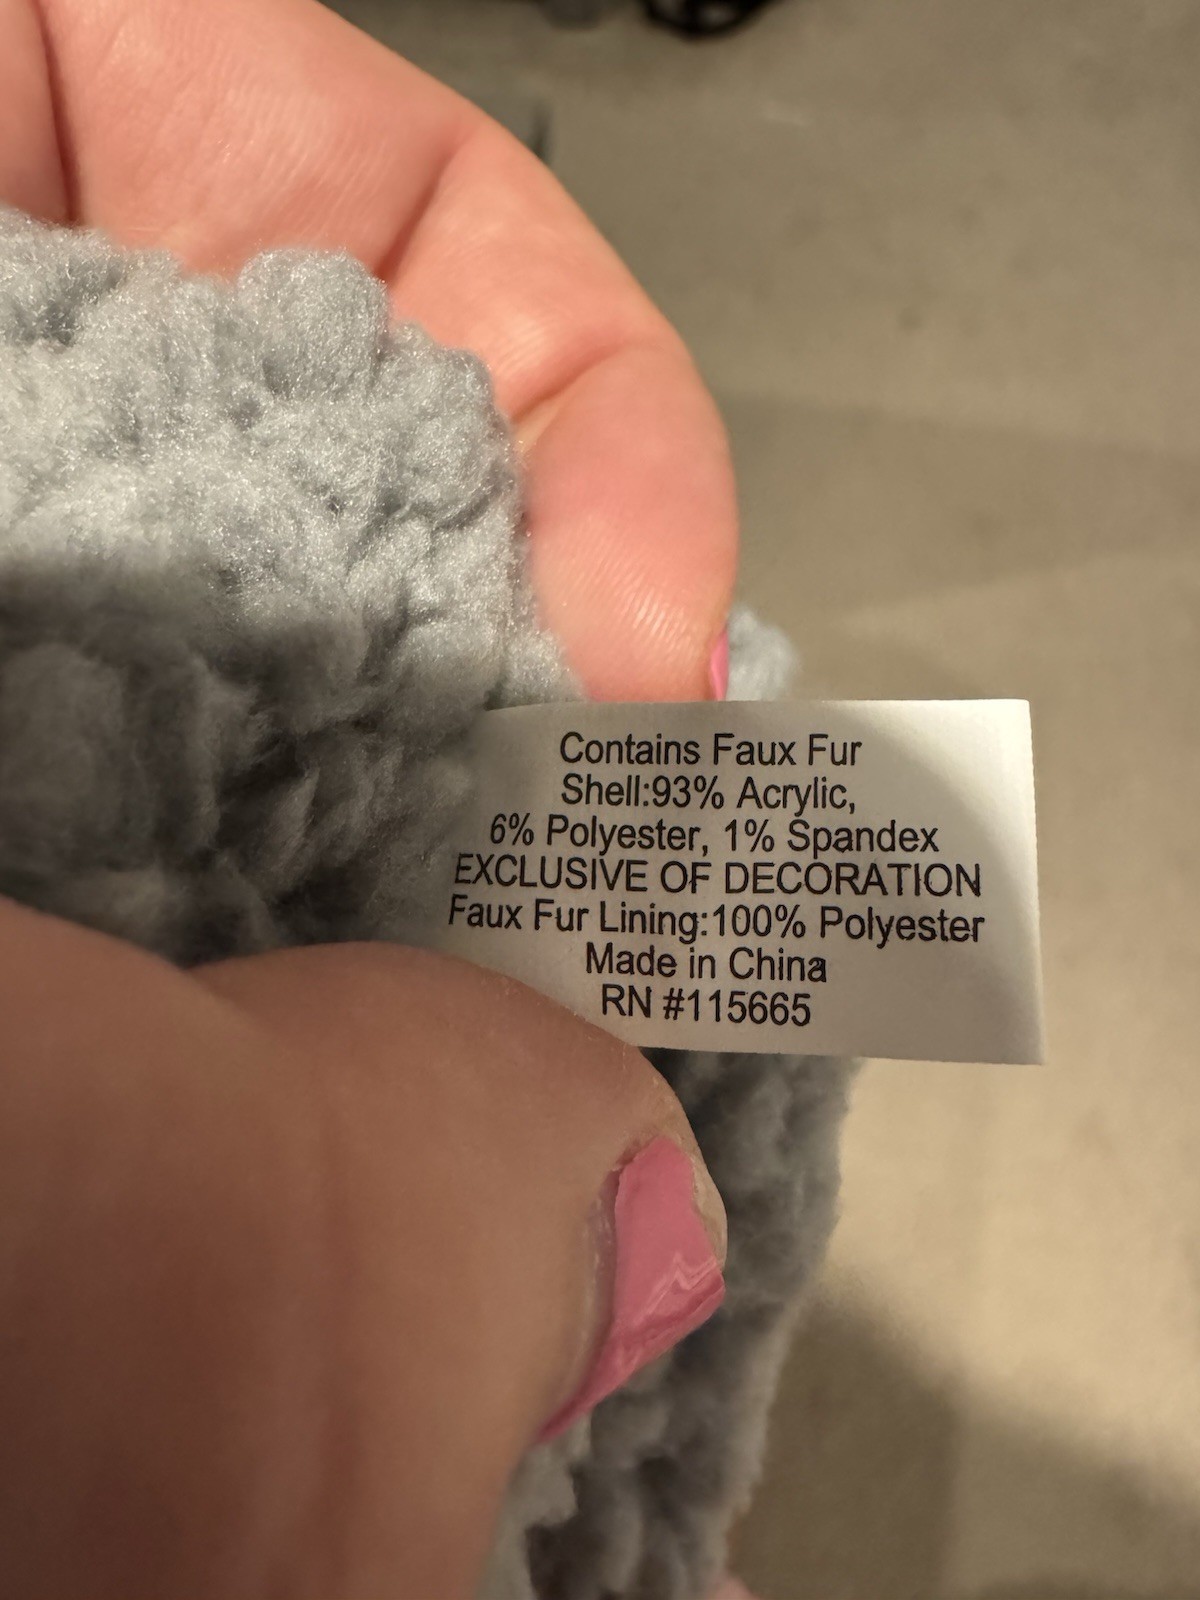 Contains Faux Fur
Shell:93% Acrylic,
6% Polyester, 1% Spandex
EXCLUSIVE OF DECORATION
Faux Fur Lining:100% Polyester
Made in China
RN #115665